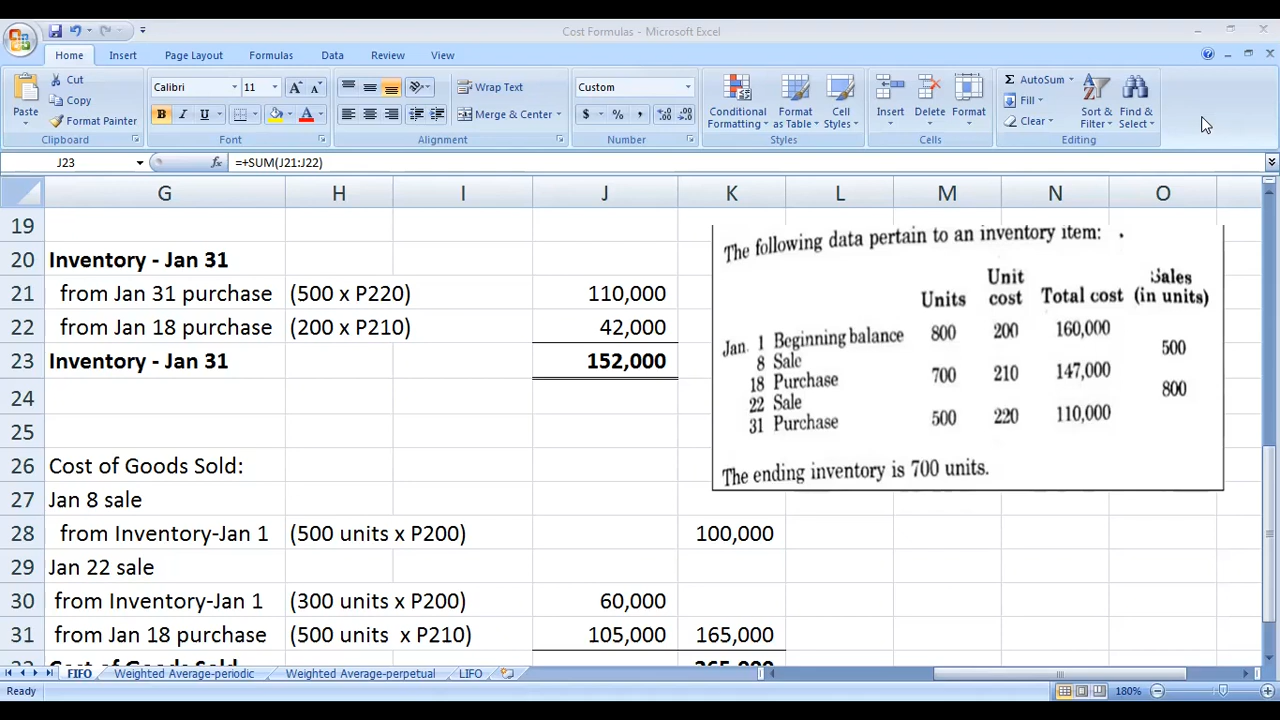 Cost Formulas - Microsoft Excel
Home Insert Page Layout Formulas Data Review View
Paste
Cut
Copy
Format Painter
Clipboard
Calibri 11 A A
B I U A
Font
Wrap Text
Merge & Center
Alignment
Custom
$ % ,
Number
Conditional Formatting
Format as Table
Cell Styles
Styles
Insert Delete Format
Cells
Σ AutoSum
Fill
Clear
Sort & Filter
Find & Select
Editing
J23 fx =+SUM(J21:J22)
G H I J K L M N O
19
20 Inventory - Jan 31
21 from Jan 31 purchase (500 x P220) 110,000
22 from Jan 18 purchase (200 x P210) 42,000
23 Inventory - Jan 31 152,000
24
25
26 Cost of Goods Sold:
27 Jan 8 sale
28 from Inventory-Jan 1 (500 units x P200) 100,000
29 Jan 22 sale
30 from Inventory-Jan 1 (300 units x P200) 60,000
31 from Jan 18 purchase (500 units x P210) 105,000 165,000
Cost of Goods Sold 265,000
The following data pertain to an inventory item:
Units Unit cost Total cost Sales (in units)
Jan. 1 Beginning balance 800 200 160,000
8 Sale 500
18 Purchase 700 210 147,000
22 Sale 800
31 Purchase 500 220 110,000
The ending inventory is 700 units.
FIFO Weighted Average-periodic Weighted Average-perpetual LIFO
Ready 180%